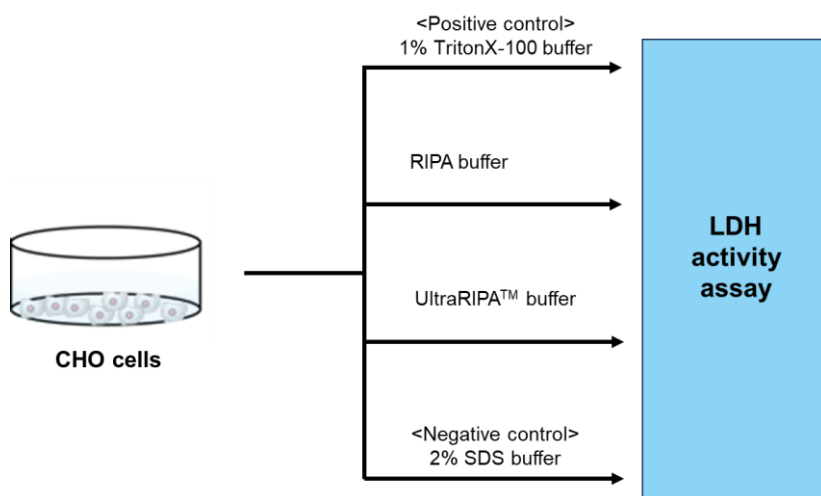 <Positive control>
1% TritonX-100 buffer
RIPA buffer
LDH
activity
assay
UltraRIPA™ buffer
CHO cells
<Negative control>
2% SDS buffer